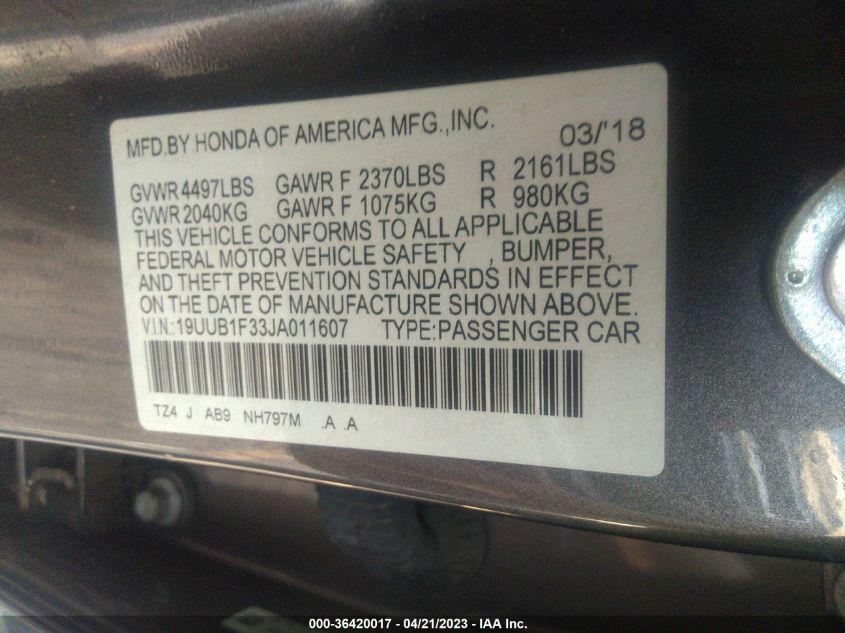 MFD.BY HONDA OF AMERICA MFG.,INC. 03/'18
GVWR 4497LBS GAWR F 2370LBS R 2161LBS
GVWR 2040KG GAWR F 1075KG R 980KG
THIS VEHICLE CONFORMS TO ALL APPLICABLE
FEDERAL MOTOR VEHICLE SAFETY , BUMPER,
AND THEFT PREVENTION STANDARDS IN EFFECT
ON THE DATE OF MANUFACTURE SHOWN ABOVE.
V.I.N.:19UUB1F33JA011607 TYPE:PASSENGER CAR
TZ4 J AB9 NH797M .A .A
000-36420017 - 04/21/2023 - IAA Inc.